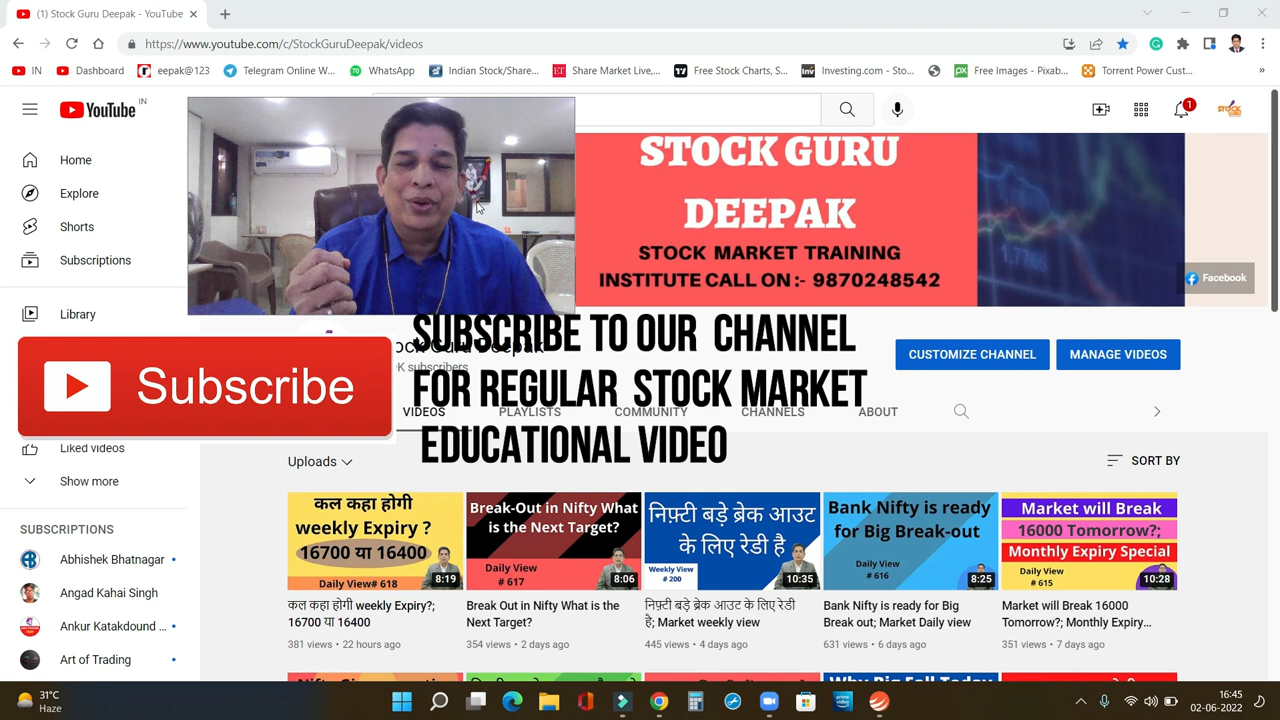 (1) Stock Guru Deepak - YouTube
https://www.youtube.com/c/StockGuruDeepak/videos
IN
Dashboard
eepak@123
Telegram Online W...
WhatsApp
Indian Stock/Share...
Share Market Live,...
Free Stock Charts, S...
Investing.com - Sto...
Free Images - Pixab...
Torrent Power Cust...
YouTube IN
1
Home
Explore
Shorts
Subscriptions
Library
Liked videos
Show more
SUBSCRIPTIONS
Abhishek Bhatnagar
Angad Kahai Singh
Ankur Katakdound ...
Art of Trading
STOCK GURU
DEEPAK
STOCK MARKET TRAINING
INSTITUTE CALL ON :- 9870248542
Facebook
Subscribe
SUBSCRIBE TO OUR CHANNEL
FOR REGULAR STOCK MARKET
EDUCATIONAL VIDEO
ock Guru Deepak
K subscribers
CUSTOMIZE CHANNEL
MANAGE VIDEOS
VIDEOS
PLAYLISTS
COMMUNITY
CHANNELS
ABOUT
Uploads
SORT BY
कल कहा होगी
weekly Expiry ?
16700 या 16400
Daily View# 618
8:19
कल कहा होगी weekly Expiry?;
16700 या 16400
381 views • 22 hours ago
Break-Out in Nifty What
is the Next Target?
Daily View
# 617
8:06
Break Out in Nifty What is the
Next Target?
354 views • 2 days ago
निफ़्टी बड़े ब्रेक आउट
के लिए रेडी है
Weekly View
# 200
10:35
निफ़्टी बड़े ब्रेक आउट के लिए रेडी
है; Market weekly view
445 views • 4 days ago
Bank Nifty is ready
for Big Break-out
Daily View
# 616
8:25
Bank Nifty is ready for Big
Break out; Market Daily view
631 views • 6 days ago
Market will Break
16000 Tomorrow?;
Monthly Expiry Special
Daily View
# 615
10:28
Market will Break 16000
Tomorrow?; Monthly Expiry...
351 views • 7 days ago
Why Big Fall Today
31°C
Haze
16:45
02-06-2022